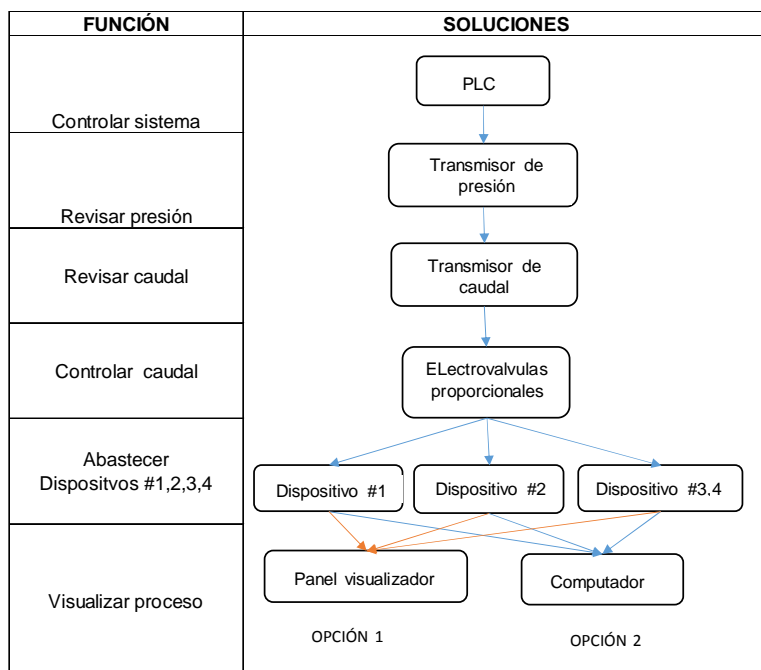 FUNCIÓN
SOLUCIONES
Controlar sistema
PLC
Revisar presión
Transmisor de
presión
Revisar caudal
Transmisor de
caudal
Controlar caudal
ELectrovalvulas
proporcionales
Abastecer
Dispositvos #1,2,3,4
Dispositivo #1
Dispositivo #2
Dispositivo #3.4
Visualizar proceso
Panel visualizador
Computador
OPCIÓN 1
OPCIÓN 2